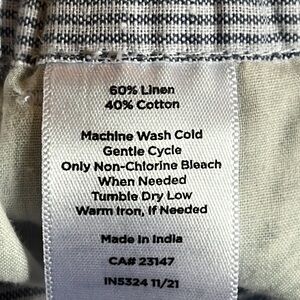 60% Linen
40% Cotton
Machine Wash Cold
Gentle Cycle
Only Non-Chlorine Bleach
When Needed
Tumble Dry Low
Warm Iron, If Needed
Made in India
CA# 23147
IN5324 11/21